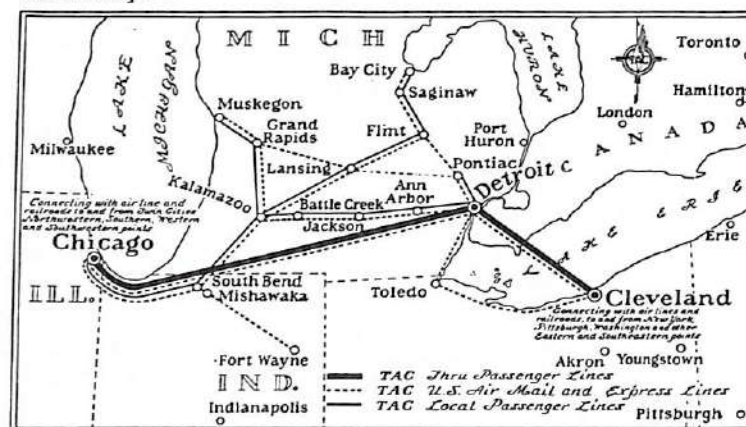 MICH
LAKE
MICHIGAN
LAKE
HURON
TAC
Toronto
Bay City
Saginaw
Hamilton
Muskegon
Grand
Rapids
Flint
Port
Huron
London
CANADA
Milwaukee
Lansing
Pontiac
Kalamazoo
Detroit
Battle Creek
Ann
Arbor
Jackson
Connecting with air line and
railroads to and from Twin Cities
Northwestern, Southern, Western
and Southwestern points
Chicago
LAKE ERIE
Erie
ILL.
South Bend
Mishawaka
Toledo
Cleveland
Connecting with air lines and
railroads, to and from New York,
Pittsburgh, Washington and other
Eastern and Southeastern points
Fort Wayne
Akron
Youngstown
IND.
Indianapolis
Pittsburgh
TAC Thru Passenger Lines
TAC U.S. Air Mail and Express Lines
TAC Local Passenger Lines